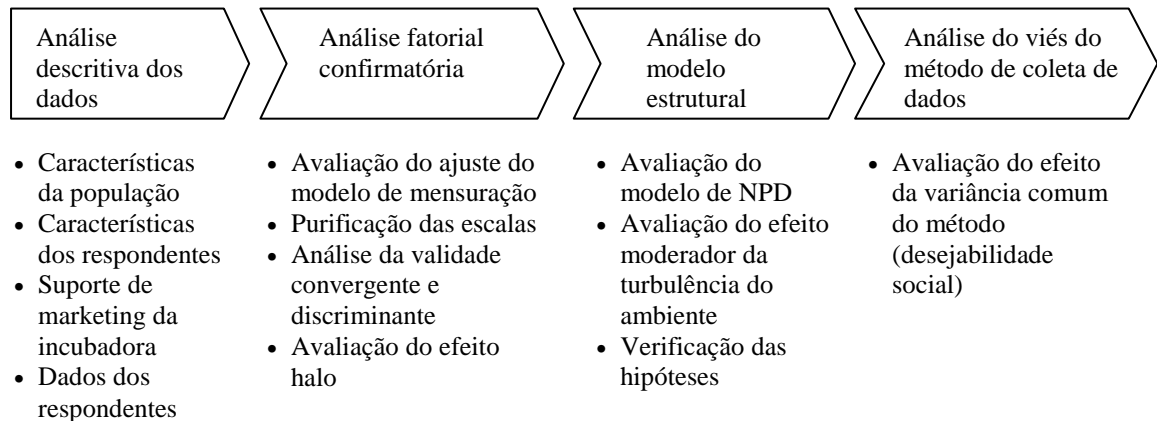 Análise
descritiva dos
dados
Análise fatorial
confirmatória
Análise do
modelo
estrutural
Análise do viés do
método de coleta de
dados
• Características
da população
• Características
dos respondentes
• Suporte de
marketing da
incubadora
• Dados dos
respondentes
• Avaliação do ajuste do
modelo de mensuração
• Purificação das escalas
• Análise da validade
convergente e
discriminante
• Avaliação do efeito
halo
• Avaliação do
modelo de NPD
• Avaliação do efeito
moderador da
turbulência do
ambiente
• Verificação das
hipóteses
• Avaliação do efeito
da variância comum
do método
(desejabilidade
social)